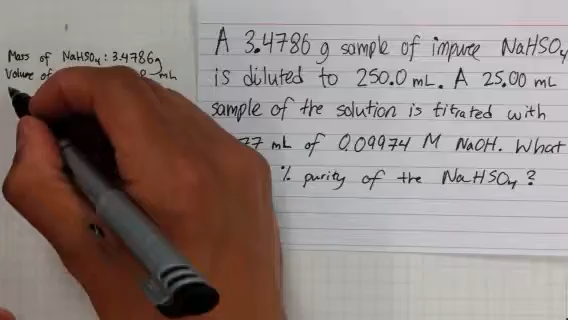 Mass of NaHSO4: 3.4786g
Volume of mL
A 3.4786 g sample of impure NaHSO4
is diluted to 250.0 mL. A 25.00 mL
sample of the solution is titrated with
77 mL of 0.09974 M NaOH. What
% purity of the NaHSO4?